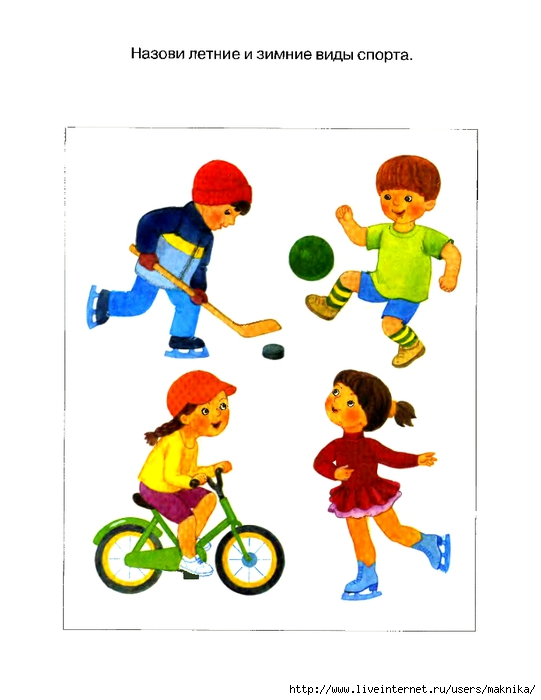 Назови летние и зимние виды спорта.
http://www.liveinternet.ru/users/maknika/